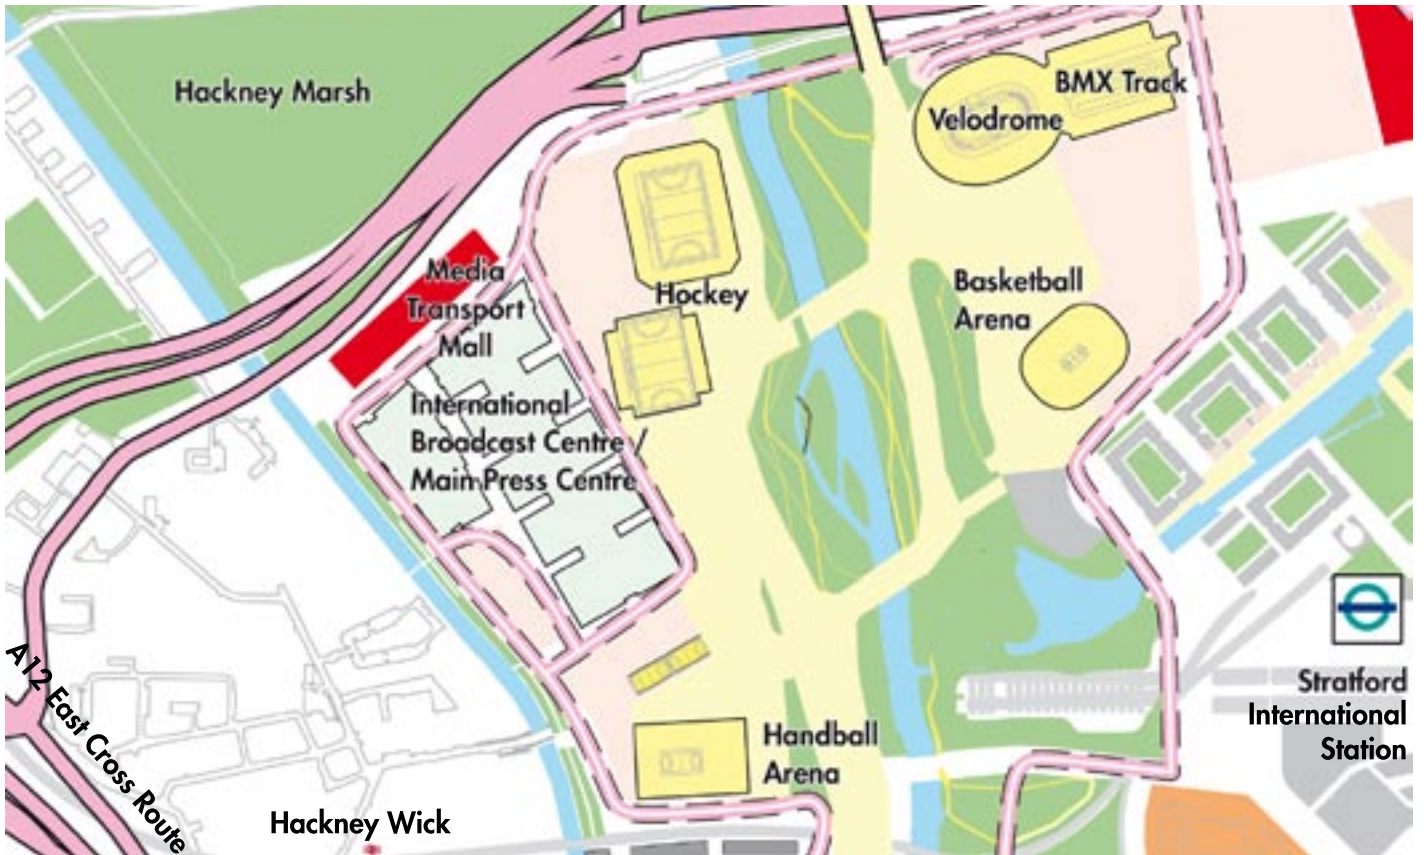 Hackney Marsh
BMX Track
Velodrome
Media
Transport
Mall
Hockey
Basketball
Arena
International
Broadcast Centre /
Main Press Centre
A12 East Cross Route
Stratford
International
Station
Handball
Arena
Hackney Wick